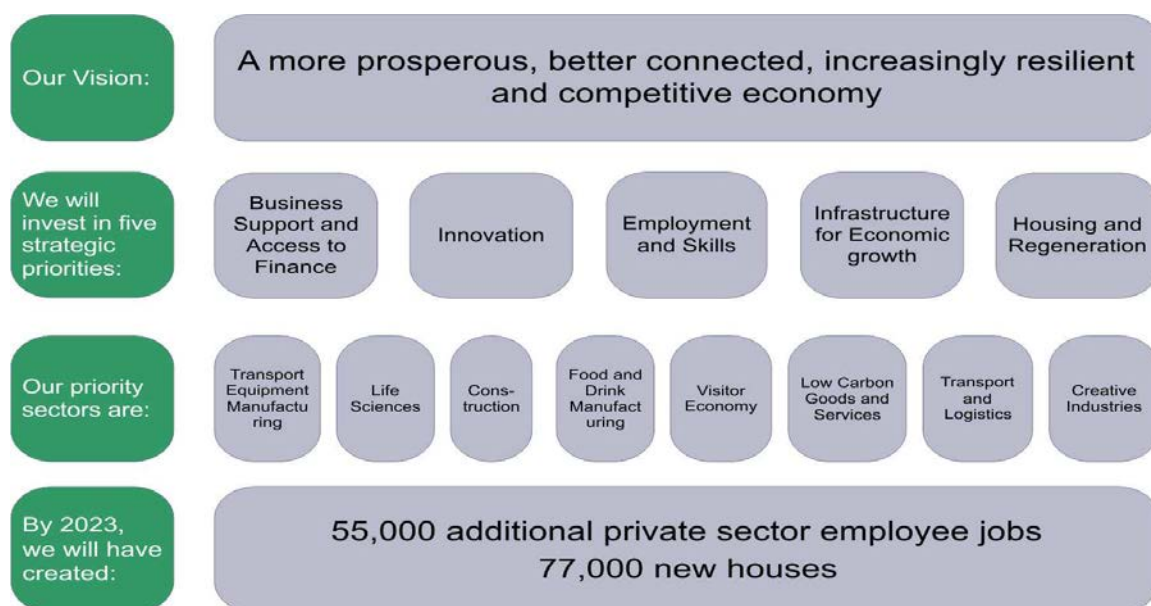 Our Vision:
A more prosperous, better connected, increasingly resilient
and competitive economy
We will
invest in five
strategic
priorities:
Business
Support and
Access to
Finance
Innovation
Employment
and Skills
Infrastructure
for Economic
growth
Housing and
Regeneration
Our priority
sectors are:
Transport
Equipment
Manufactu
ring
Life
Sciences
Cons-
truction
Food and
Drink
Manufact
uring
Visitor
Economy
Low Carbon
Goods and
Services
Transport
and
Logistics
Creative
Industries
By 2023,
we will have
created:
55,000 additional private sector employee jobs
77,000 new houses